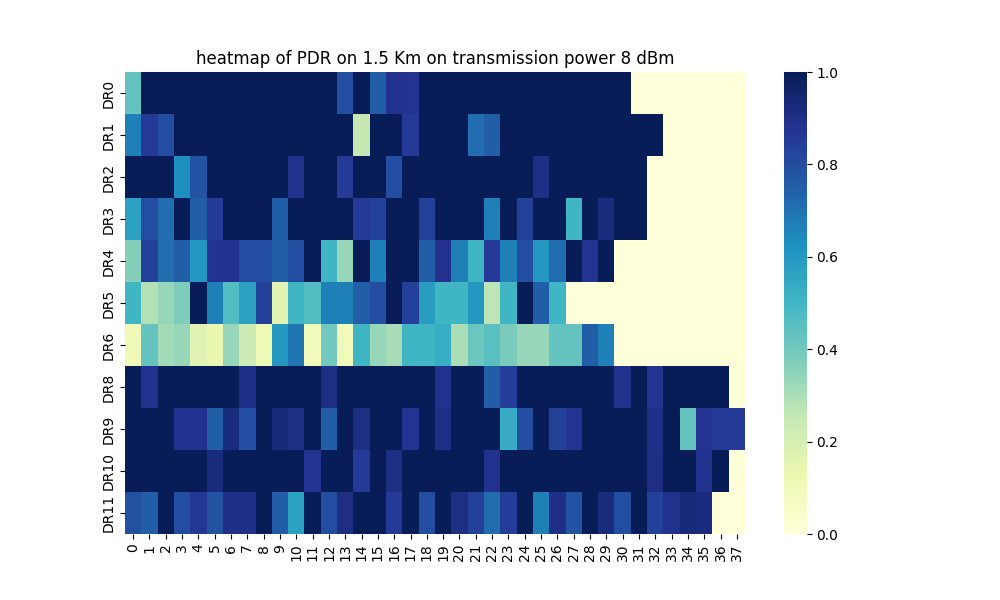 heatmap of PDR on 1.5 Km on transmission power 8 dBm
DR0
DR1
DR2
DR3
DR4
DR5
DR6
DR8
DR9
DR10
DR11
0 1 2 3 4 5 6 7 8 9 10 11 12 13 14 15 16 17 18 19 20 21 22 23 24 25 26 27 28 29 30 31 32 33 34 35 36 37
1.0
0.8
0.6
0.4
0.2
0.0